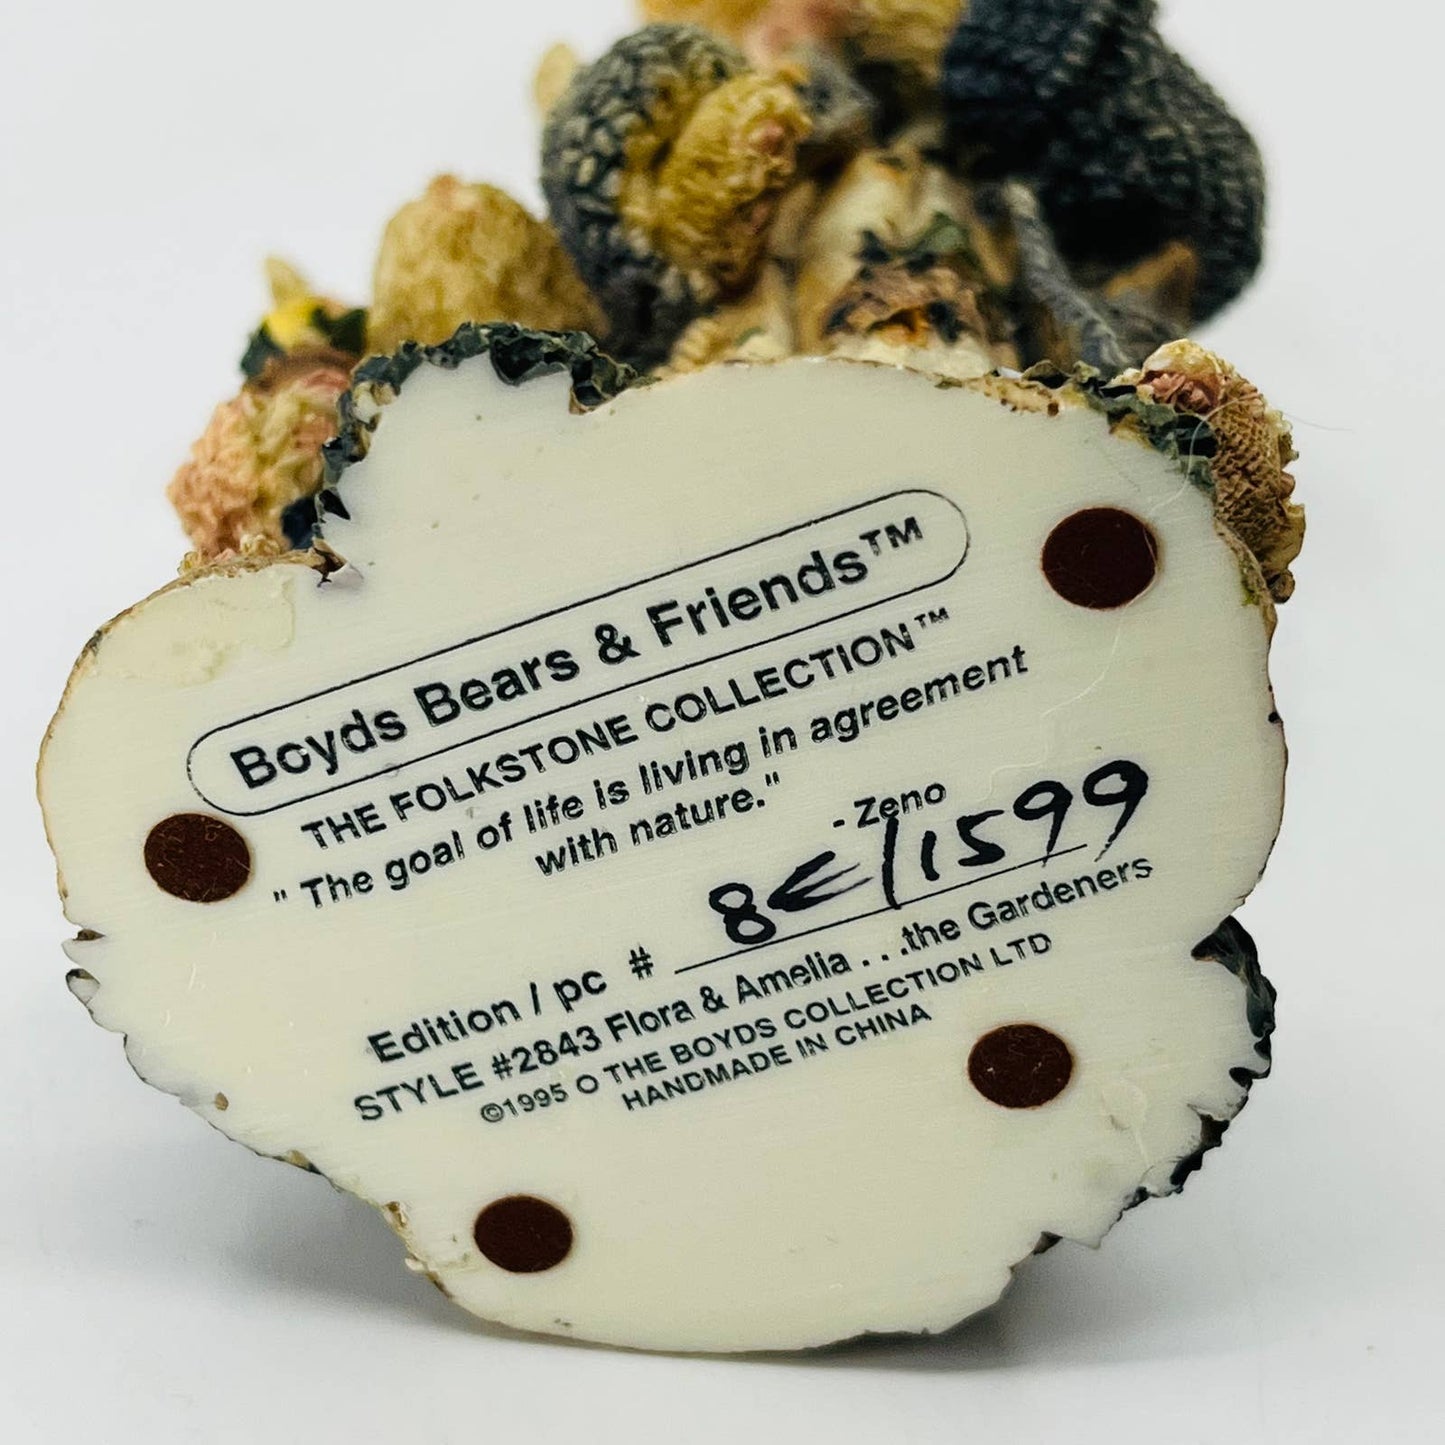 Boyds Bears & Friends™
THE FOLKSTONE COLLECTION™
" The goal of life is living in agreement
with nature."
- Zeno
Edition / pc # 8E/1599
STYLE #2843 Flora & Amelia . . .the Gardeners
©1995 O THE BOYDS COLLECTION LTD
HANDMADE IN CHINA